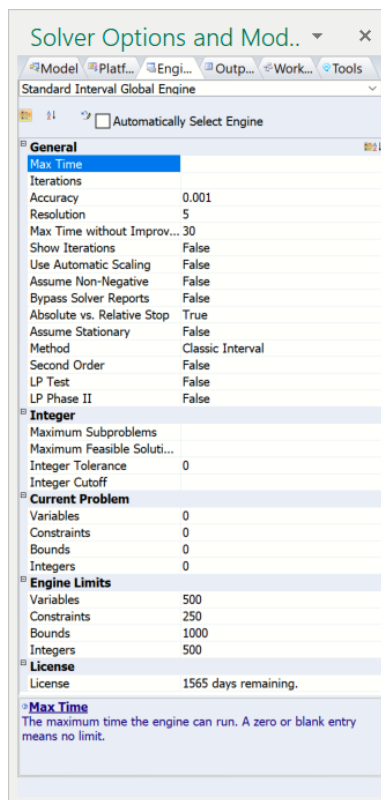 Solver Options and Mod..
Model Platf... Engi... Outp... Work... Tools
Standard Interval Global Engine
Automatically Select Engine
General
Max Time
Iterations
Accuracy 0.001
Resolution 5
Max Time without Improv... 30
Show Iterations False
Use Automatic Scaling False
Assume Non-Negative False
Bypass Solver Reports False
Absolute vs. Relative Stop True
Assume Stationary False
Method Classic Interval
Second Order False
LP Test False
LP Phase II False
Integer
Maximum Subproblems
Maximum Feasible Soluti...
Integer Tolerance 0
Integer Cutoff
Current Problem
Variables 0
Constraints 0
Bounds 0
Integers 0
Engine Limits
Variables 500
Constraints 250
Bounds 1000
Integers 500
License
License 1565 days remaining.
Max Time
The maximum time the engine can run. A zero or blank entry
means no limit.